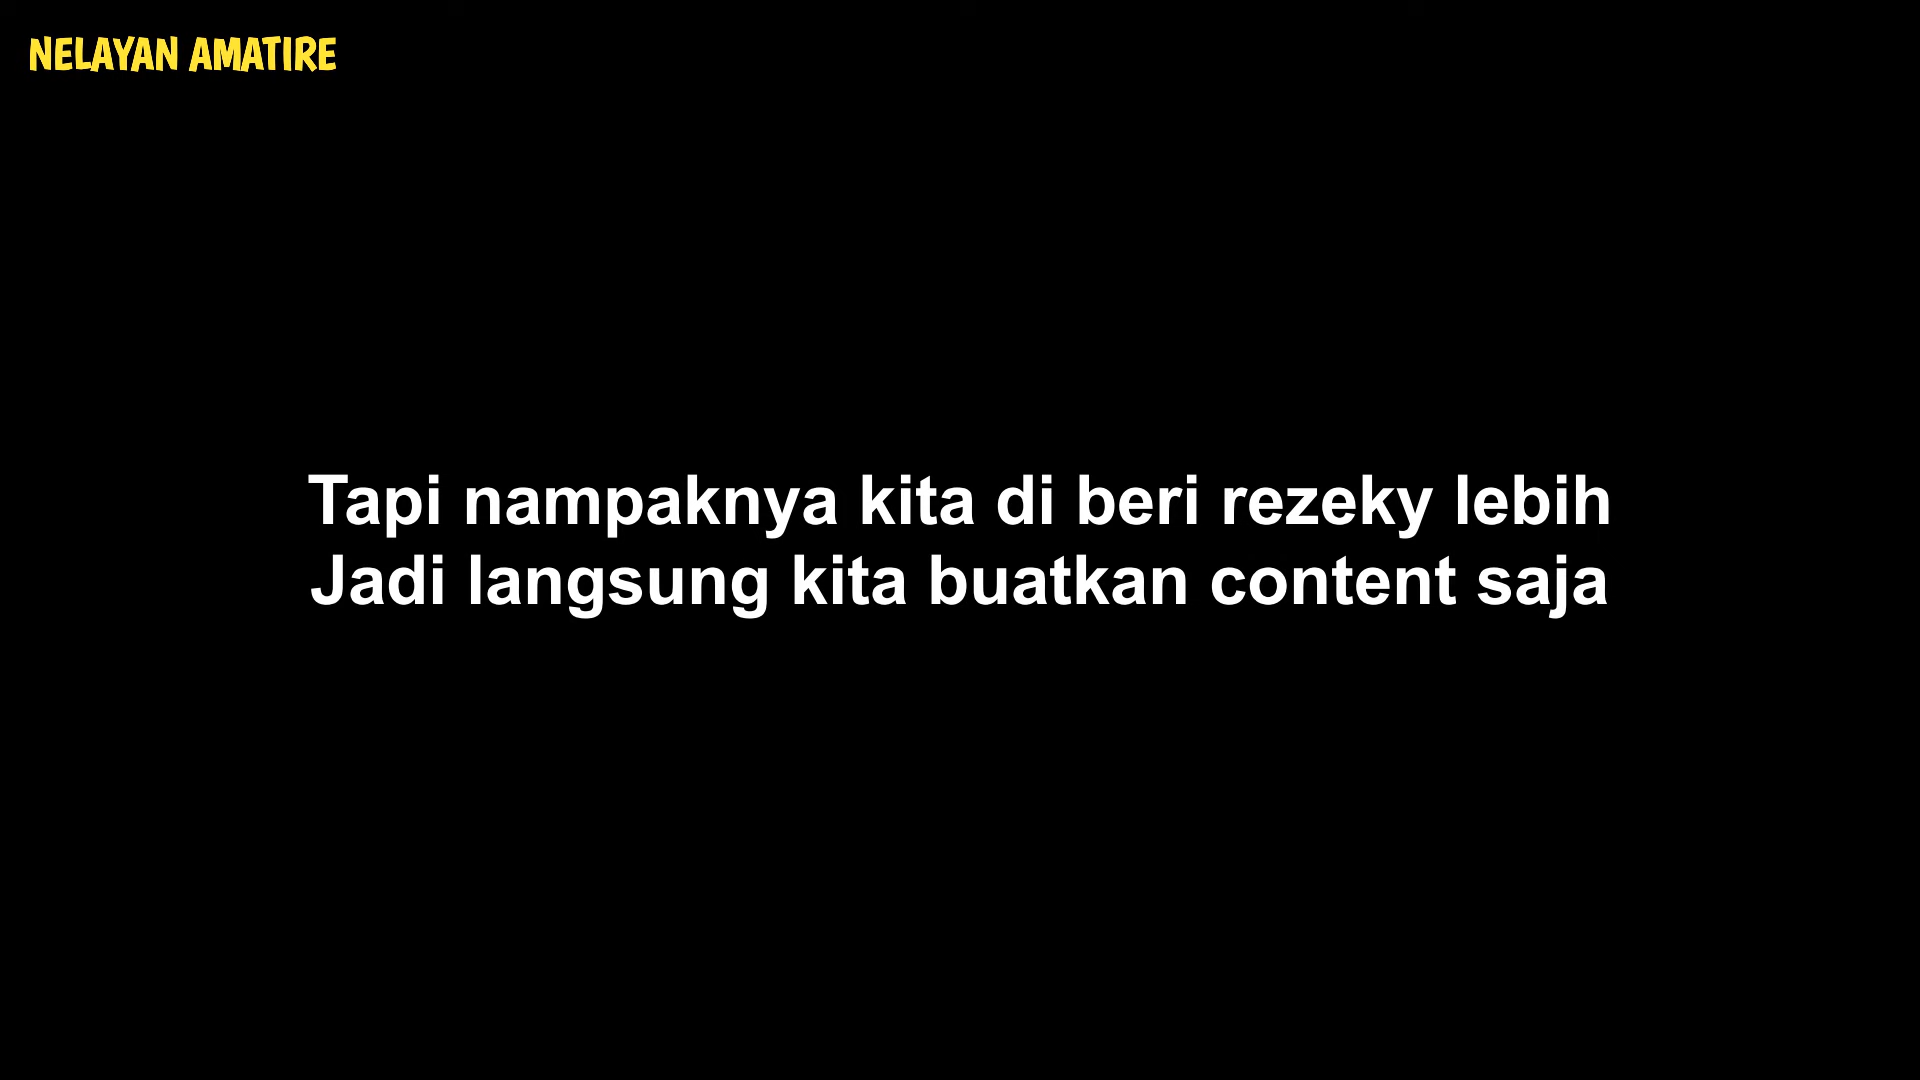 NELAYAN AMATIRE
Tapi nampaknya kita di beri rezeky lebih
Jadi langsung kita buatkan content saja